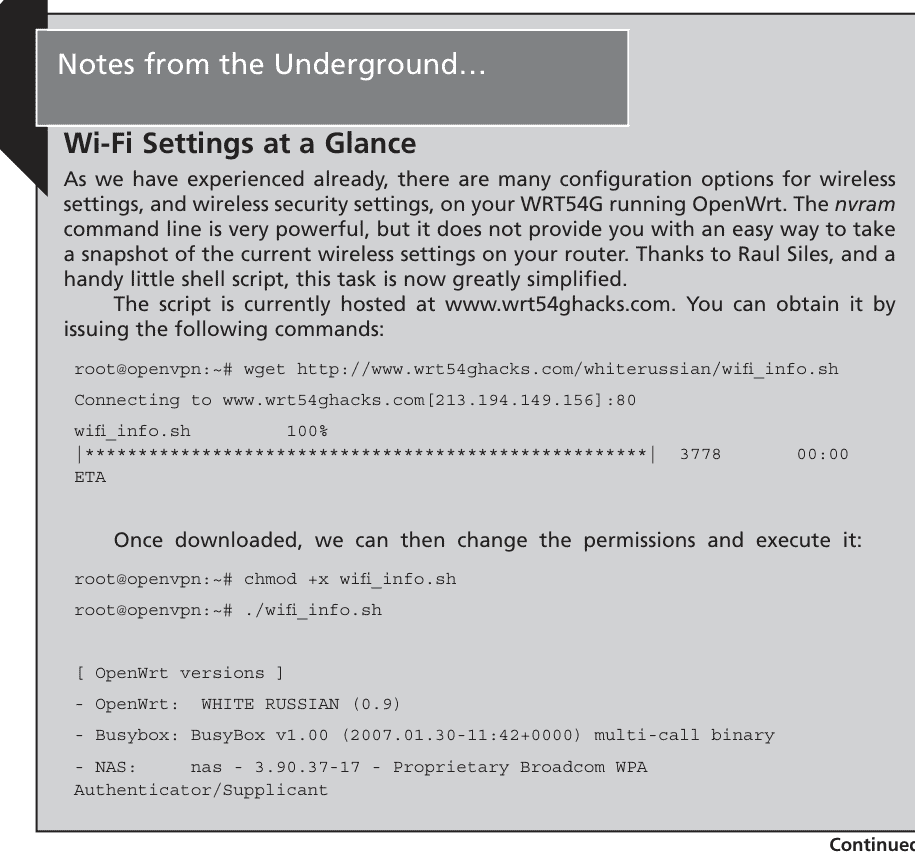 Notes from the Underground…
Wi-Fi Settings at a Glance
As we have experienced already, there are many configuration options for wireless
settings, and wireless security settings, on your WRT54G running OpenWrt. The nvram
command line is very powerful, but it does not provide you with an easy way to take
a snapshot of the current wireless settings on your router. Thanks to Raul Siles, and a
handy little shell script, this task is now greatly simplified.
The script is currently hosted at www.wrt54ghacks.com. You can obtain it by
issuing the following commands:
root@openvpn:~# wget http://www.wrt54ghacks.com/whiterussian/wifi_info.sh
Connecting to www.wrt54ghacks.com[213.194.149.156]:80
wifi_info.sh 100%
|*****************************************************| 3778 00:00
ETA
Once downloaded, we can then change the permissions and execute it:
root@openvpn:~# chmod +x wifi_info.sh
root@openvpn:~# ./wifi_info.sh
[ OpenWrt versions ]
- OpenWrt: WHITE RUSSIAN (0.9)
- Busybox: BusyBox v1.00 (2007.01.30-11:42+0000) multi-call binary
- NAS: nas - 3.90.37-17 - Proprietary Broadcom WPA
Authenticator/Supplicant
Continued